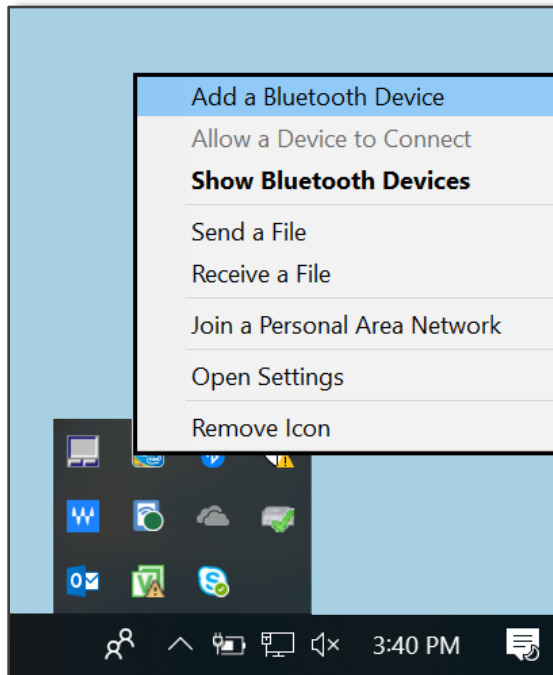 Add a Bluetooth Device
Allow a Device to Connect
Show Bluetooth Devices
Send a File
Receive a File
Join a Personal Area Network
Open Settings
Remove Icon
3:40 PM